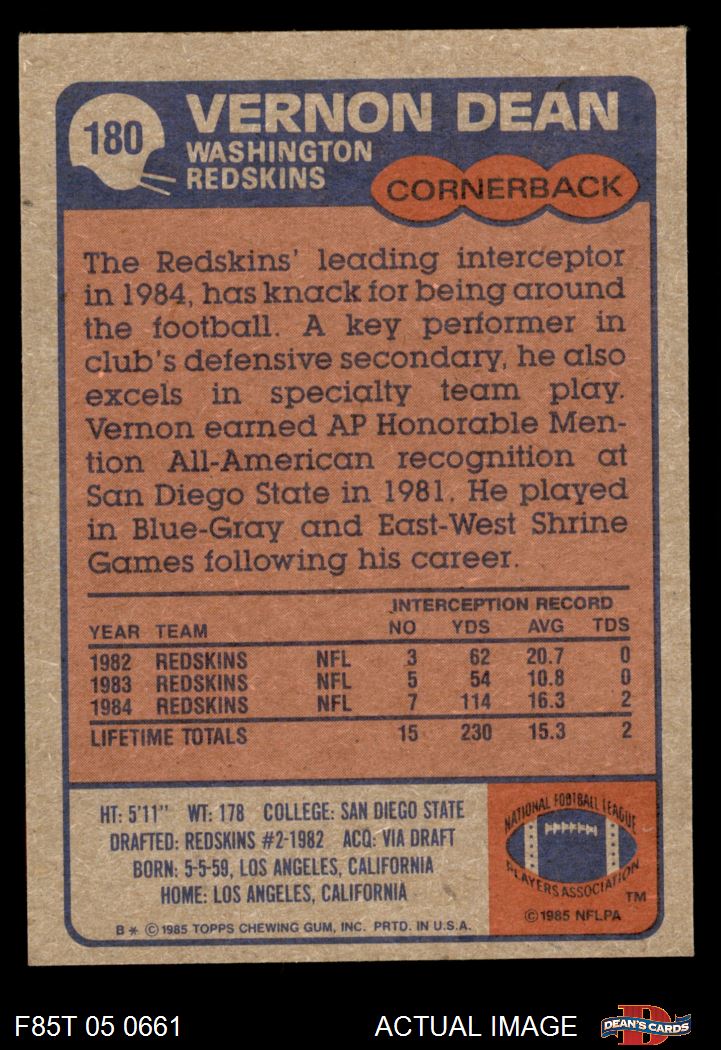 180
VERNON DEAN
WASHINGTON
REDSKINS
CORNERBACK
The Redskins' leading interceptor
in 1984, has knack for being around
the football. A key performer in
club's defensive secondary, he also
excels in specialty team play.
Vernon earned AP Honorable Men-
tion All-American recognition at
San Diego State in 1981. He played
in Blue-Gray and East-West Shrine
Games following his career.
INTERCEPTION RECORD
YEAR TEAM NO YDS AVG TDS
1982 REDSKINS NFL 3 62 20.7 0
1983 REDSKINS NFL 5 54 10.8 0
1984 REDSKINS NFL 7 114 16.3 2
LIFETIME TOTALS 15 230 15.3 2
HT: 5'11" WT: 178 COLLEGE: SAN DIEGO STATE
DRAFTED: REDSKINS #2-1982 ACQ: VIA DRAFT
BORN: 5-5-59, LOS ANGELES, CALIFORNIA
HOME: LOS ANGELES, CALIFORNIA
B * © 1985 TOPPS CHEWING GUM, INC. PRTD. IN U.S.A.
NATIONAL FOOTBALL LEAGUE
PLAYERS ASSOCIATION
TM
© 1985 NFLPA
F85T 05 0661
ACTUAL IMAGE
D
DEAN'S CARDS